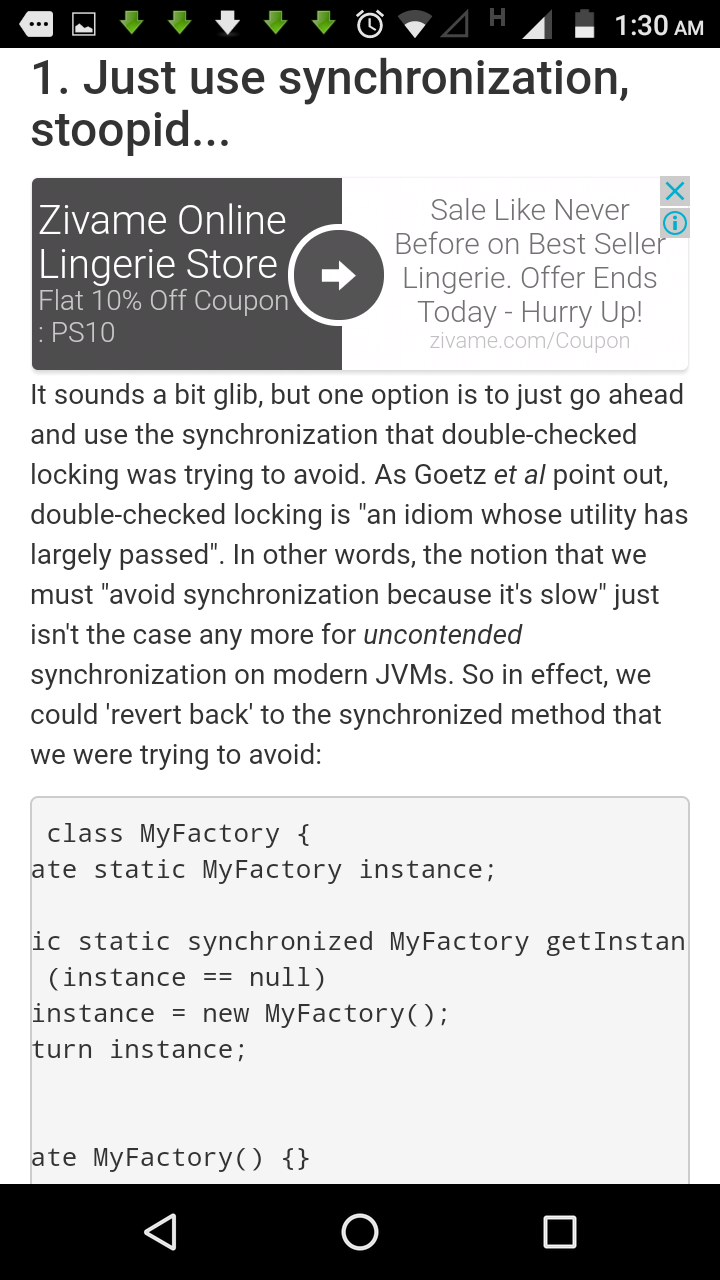 H 1:30 AM
1. Just use synchronization,
stoopid...
Zivame Online
Lingerie Store
Flat 10% Off Coupon
: PS10
Sale Like Never
Before on Best Seller
Lingerie. Offer Ends
Today - Hurry Up!
zivame.com/Coupon
It sounds a bit glib, but one option is to just go ahead
and use the synchronization that double-checked
locking was trying to avoid. As Goetz et al point out,
double-checked locking is "an idiom whose utility has
largely passed". In other words, the notion that we
must "avoid synchronization because it's slow" just
isn't the case any more for uncontended
synchronization on modern JVMs. So in effect, we
could 'revert back' to the synchronized method that
we were trying to avoid:
class MyFactory {
ate static MyFactory instance;
ic static synchronized MyFactory getInstan
(instance == null)
instance = new MyFactory();
turn instance;
ate MyFactory() {}